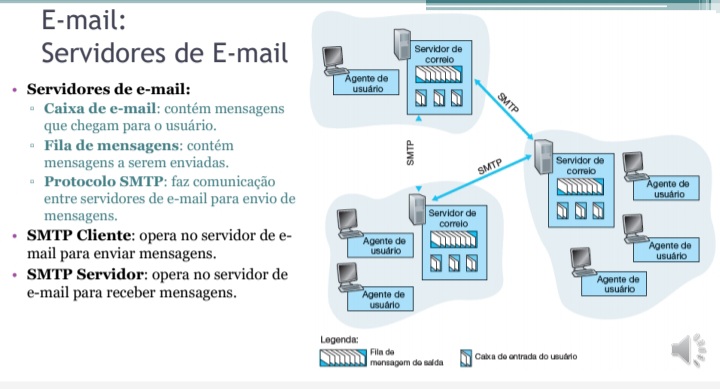 E-mail:
Servidores de E-mail
• Servidores de e-mail:
▫ Caixa de e-mail: contém mensagens
que chegam para o usuário.
▫ Fila de mensagens: contém
mensagens a serem enviadas.
▫ Protocolo SMTP: faz comunicação
entre servidores de e-mail para envio de
mensagens.
• SMTP Cliente: opera no servidor de e-
mail para enviar mensagens.
• SMTP Servidor: opera no servidor de
e-mail para receber mensagens.
Servidor de
correio
Agente de
usuário
SMTP
SMTP
SMTP
Servidor de
correio
Agente de
usuário
Agente de
usuário
Agente de
usuário
Servidor de
correio
Agente de
usuário
Agente de
usuário
Legenda:
Fila de
mensagem de saída
Caixa de entrada do usuário